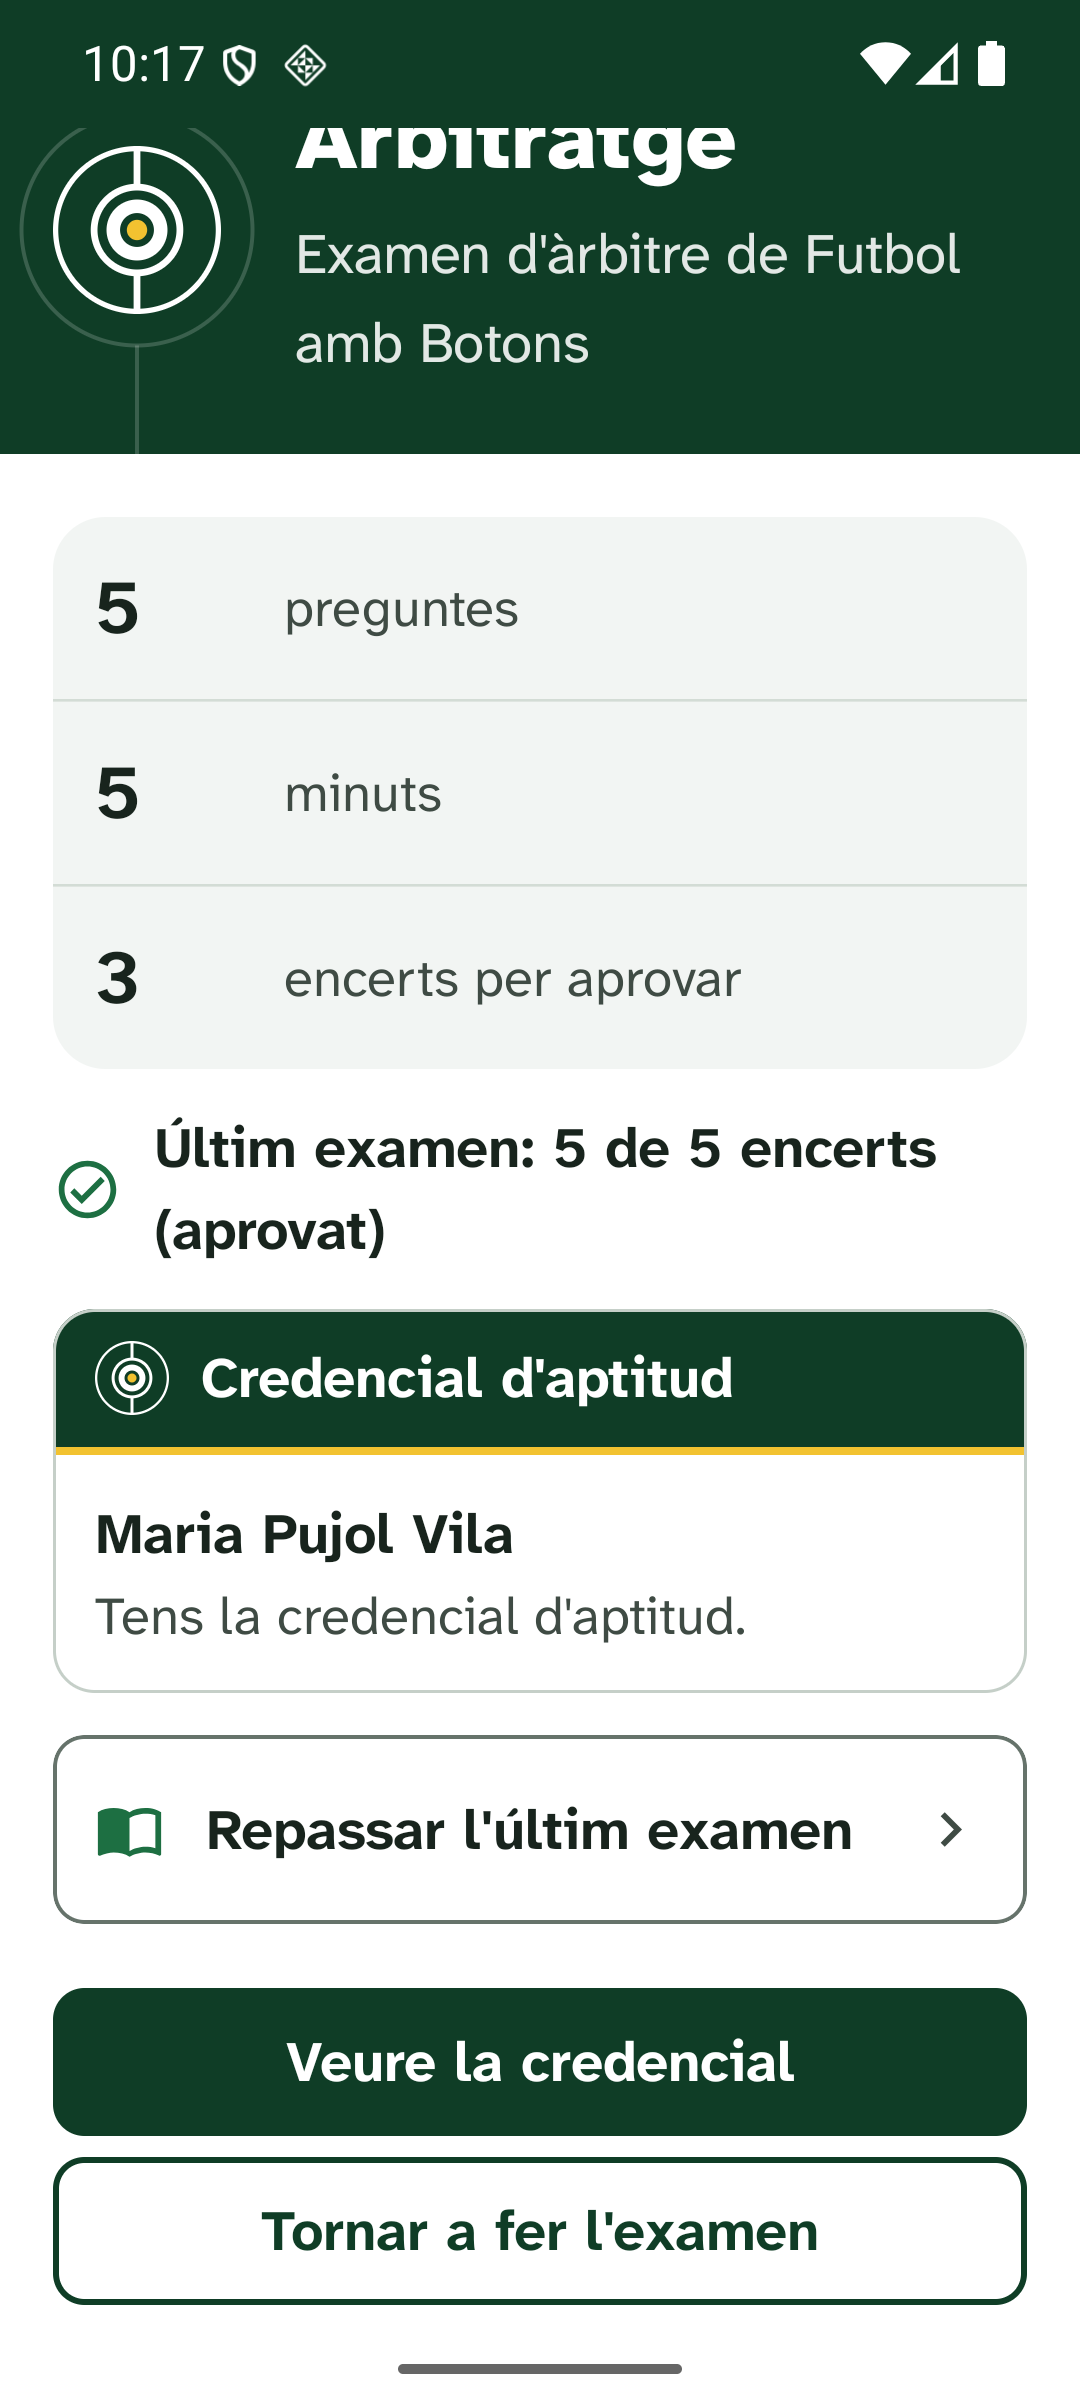 10:17
Arbitratge
Examen d'àrbitre de Futbol
amb Botons
5 preguntes
5 minuts
3 encerts per aprovar
Últim examen: 5 de 5 encerts
(aprovat)
Credencial d'aptitud
Maria Pujol Vila
Tens la credencial d'aptitud.
Repassar l'últim examen
Veure la credencial
Tornar a fer l'examen